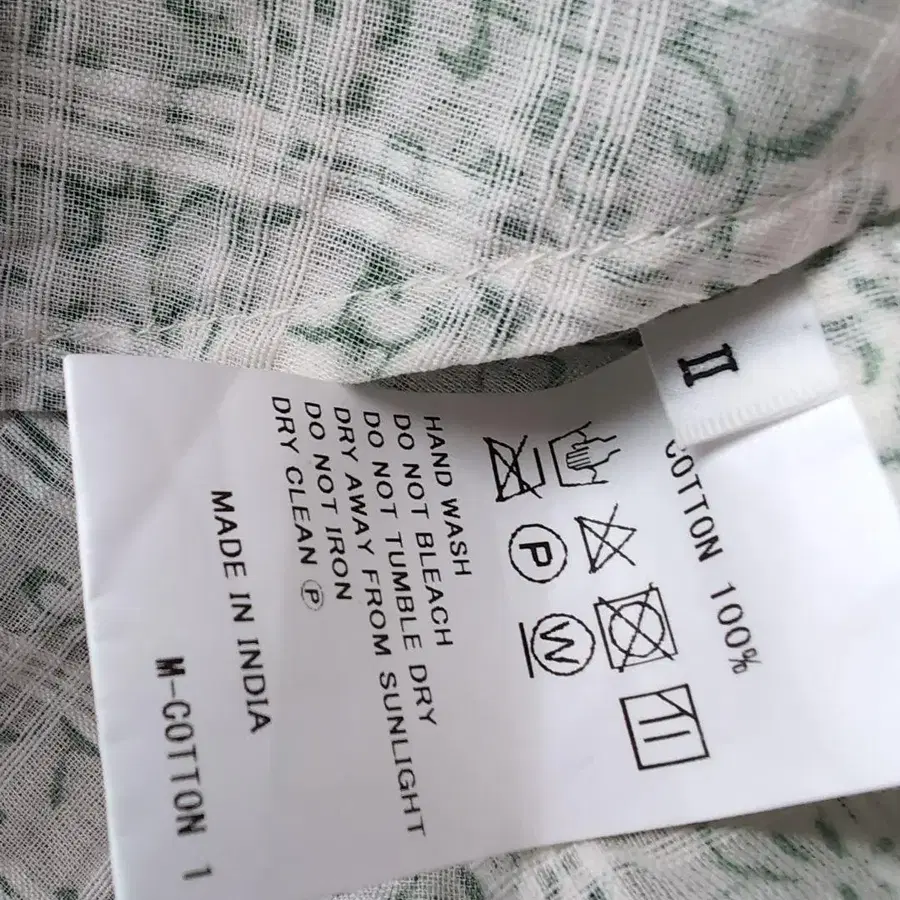 II
COTTON 100%
P
W
HAND WASH
DO NOT BLEACH
DO NOT TUMBLE DRY
DRY AWAY FROM SUNLIGHT
DO NOT IRON
DRY CLEAN Ⓟ
MADE IN INDIA
M-COTTON 1